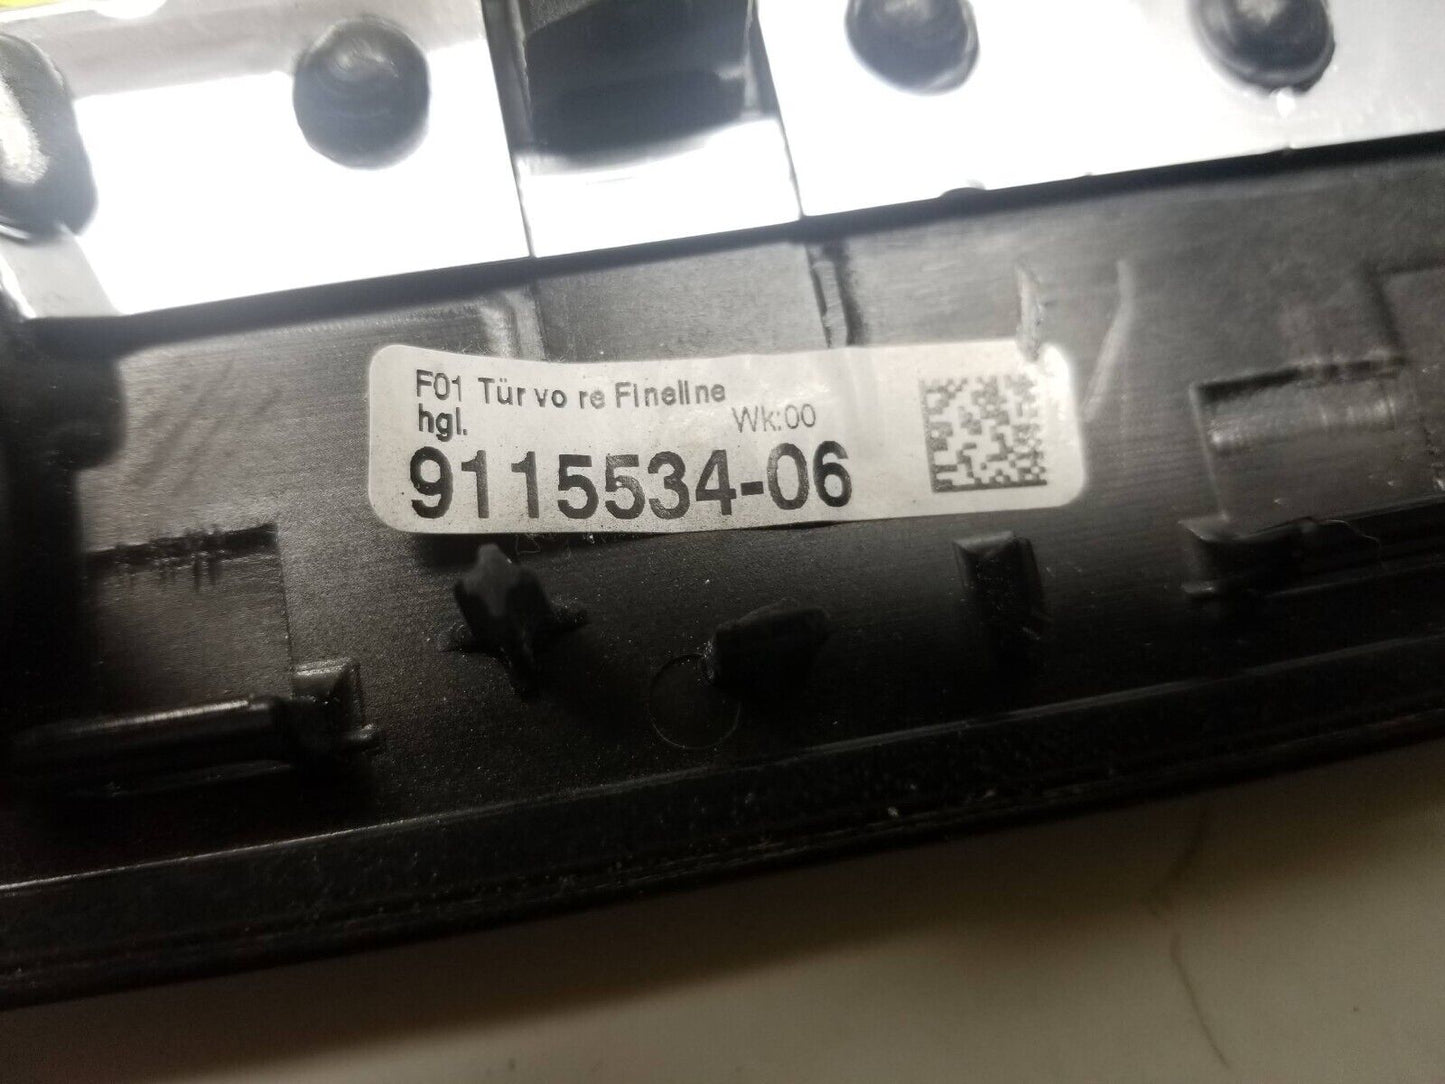 F01 Tür vo re Fineline
hgl.
Wk:00
9115534-06